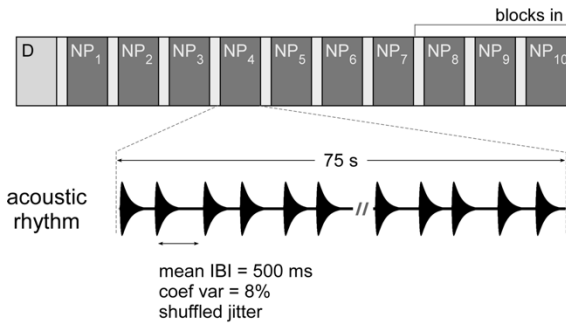 blocks in
D NP1 NP2 NP3 NP4 NP5 NP6 NP7 NP8 NP9 NP10
75 s
acoustic
rhythm
//
mean IBI = 500 ms
coef var = 8%
shuffled jitter